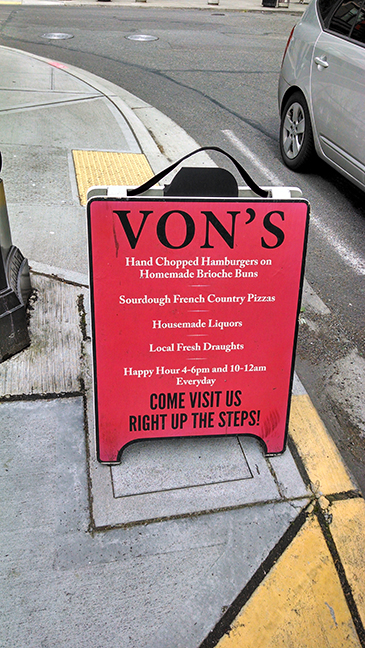 VON'S
Hand Chopped Hamburgers on
Homemade Brioche Buns
Sourdough French Country Pizzas
Housemade Liquors
Local Fresh Draughts
Happy Hour 4-6pm and 10-12am
Everyday
COME VISIT US
RIGHT UP THE STEPS!